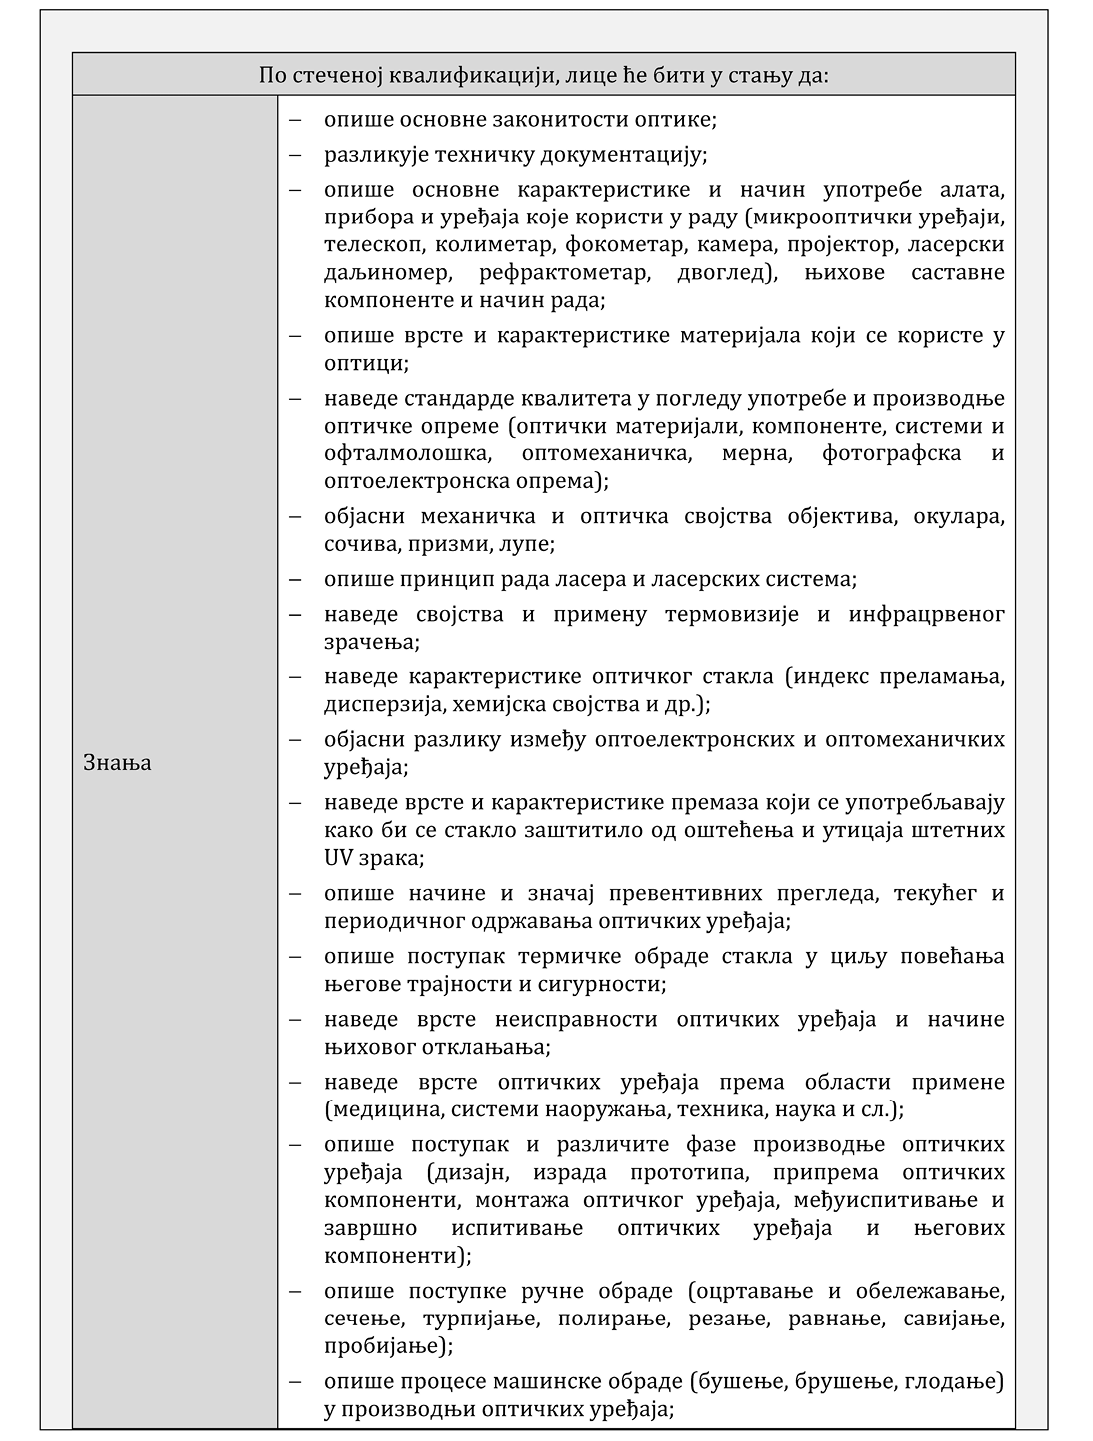 По стеченој квалификацији, лице ће бити у стању да:
Знања
– опише основне законитости оптике;
– разликује техничку документацију;
– опише основне карактеристике и начин употребе алата,
прибора и уређаја које користи у раду (микрооптички уређаји,
телескоп, колиметар, фокометар, камера, пројектор, ласерски
даљиномер, рефрактометар, двоглед), њихове саставне
компоненте и начин рада;
– опише врсте и карактеристике материјала који се користе у
оптици;
– наведе стандарде квалитета у погледу употребе и производње
оптичке опреме (оптички материјали, компоненте, системи и
офталмолошка, оптомеханичка, мерна, фотографска и
оптоелектронска опрема);
– објасни механичка и оптичка својства објектива, окулара,
сочива, призми, лупе;
– опише принцип рада ласера и ласерских система;
– наведе својства и примену термовизије и инфрацрвеног
зрачења;
– наведе карактеристике оптичког стакла (индекс преламања,
дисперзија, хемијска својства и др.);
– објасни разлику између оптоелектронских и оптомеханичких
уређаја;
– наведе врсте и карактеристике премаза који се употребљавају
како би се стакло заштитило од оштећења и утицаја штетних
UV зрака;
– опише начине и значај превентивних прегледа, текућег и
периодичног одржавања оптичких уређаја;
– опише поступак термичке обраде стакла у циљу повећања
његове трајности и сигурности;
– наведе врсте неисправности оптичких уређаја и начине
њиховог отклањања;
– наведе врсте оптичких уређаја према области примене
(медицина, системи наоружања, техника, наука и сл.);
– опише поступак и различите фазе производње оптичких
уређаја (дизајн, израда прототипа, припрема оптичких
компоненти, монтажа оптичког уређаја, међуиспитивање и
завршно испитивање оптичких уређаја и његових
компоненти);
– опише поступке ручне обраде (оцртавање и обележавање,
сечење, турпијање, полирање, резање, равнање, савијање,
пробијање);
– опише процесе машинске обраде (бушење, брушење, глодање)
у производњи оптичких уређаја;